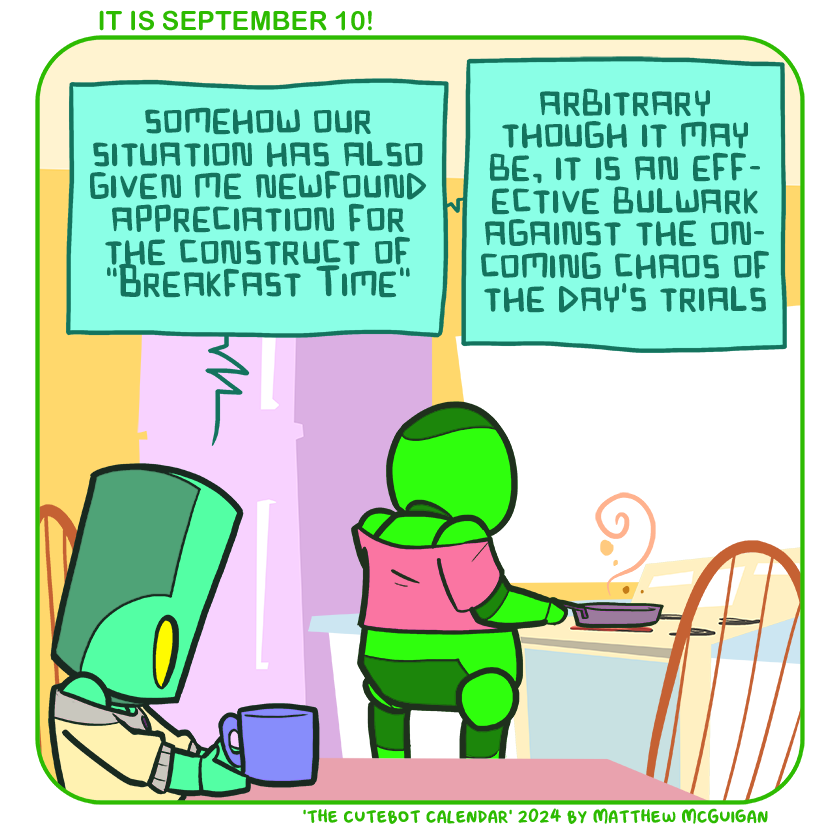 IT IS SEPTEMBER 10!
SOMEHOW OUR
SITUATION HAS ALSO
GIVEN ME NEWFOUND
APPRECIATION FOR
THE CONSTRUCT OF
"BREAKFAST TIME"
ARBITRARY
THOUGH IT MAY
BE, IT IS AN EFF-
ECTIVE BULWARK
AGAINST THE ON-
COMING CHAOS OF
THE DAY'S TRIALS
'THE CUTEBOT CALENDAR' 2024 BY MATTHEW MCGUIGAN